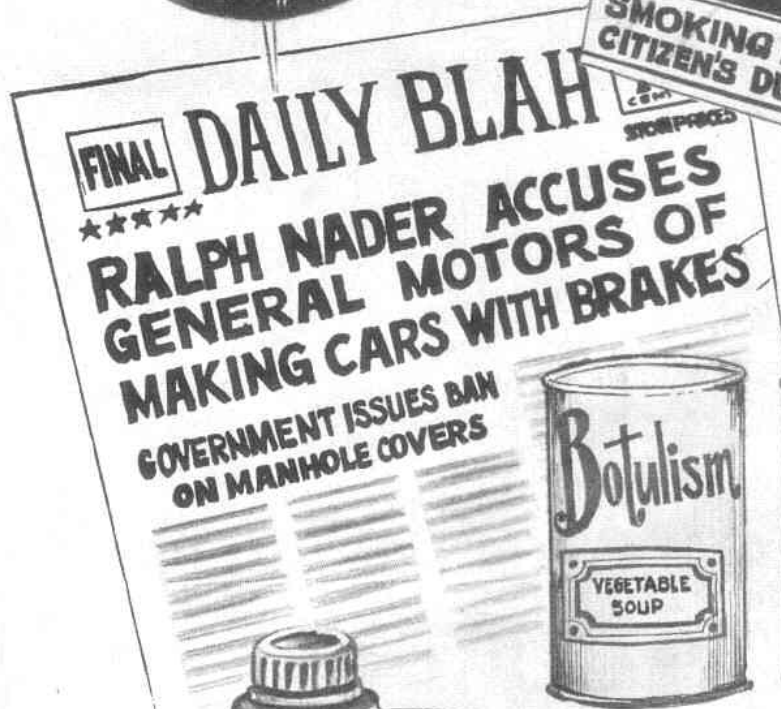 SMOKING
CITIZEN'S
FINAL
DAILY BLAH
RALPH NADER ACCUSES
GENERAL MOTORS OF
MAKING CARS WITH BRAKES
GOVERNMENT ISSUES BAN
ON MANHOLE COVERS
Botulism
VEGETABLE
SOUP